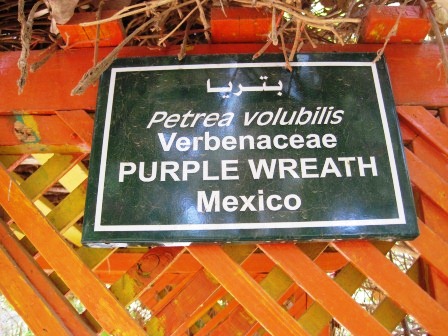 بتريا
Petrea volubilis
Verbenaceae
PURPLE WREATH
Mexico